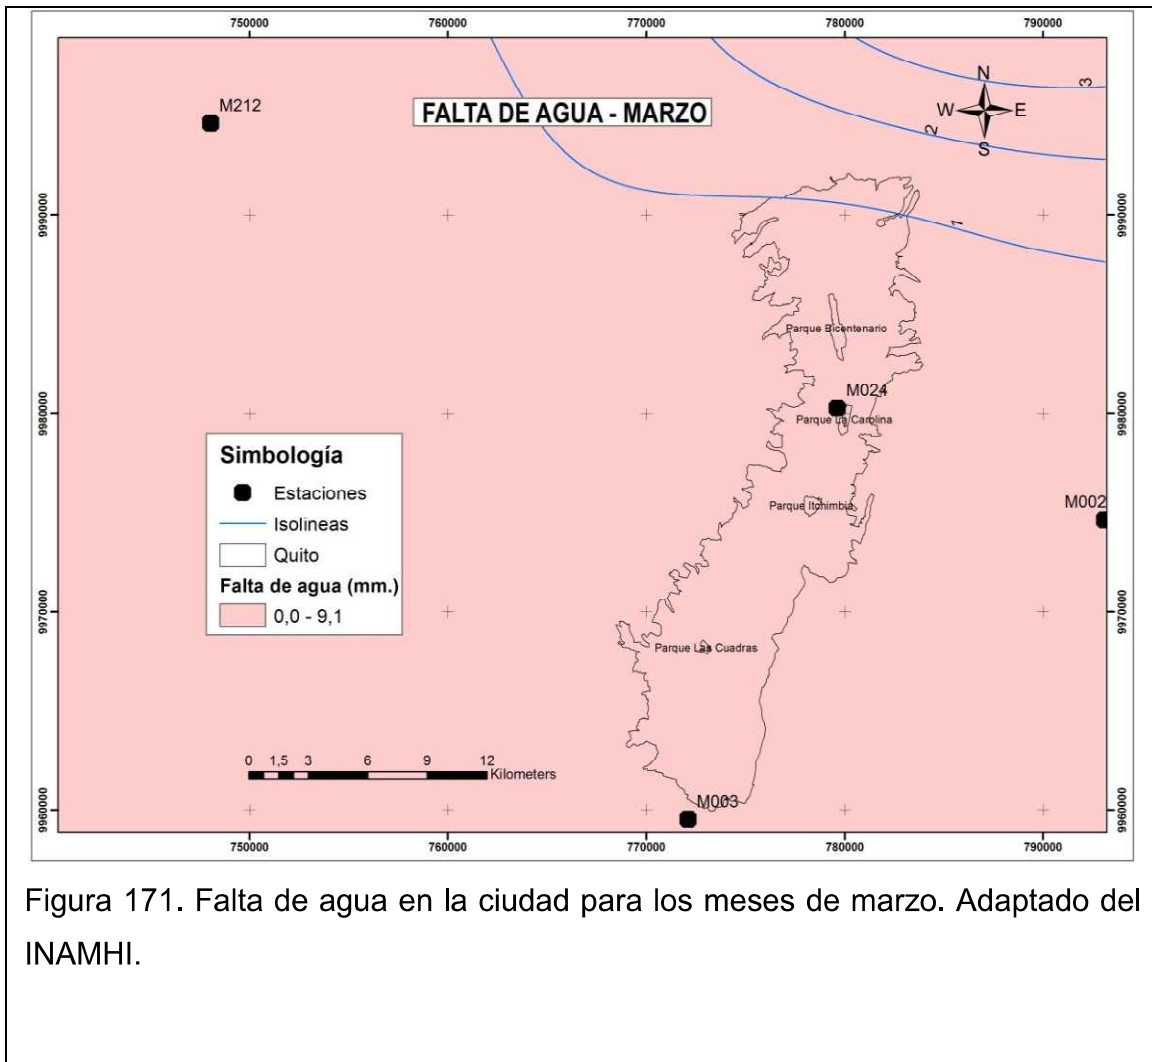 750000 760000 770000 780000 790000
M212
FALTA DE AGUA - MARZO
N
W E
S
3
2
1
9990000 9990000
Parque Bicentenario
M024
Parque La Carolina
9980000 9980000
Simbología
Estaciones
Isolineas
Quito
Falta de agua (mm.)
0,0 - 9,1
Parque Itchimbia
M002
9970000 9970000
Parque Las Cuadras
0 1,5 3 6 9 12
Kilometers
M003
9960000 9960000
750000 760000 770000 780000 790000
Figura 171. Falta de agua en la ciudad para los meses de marzo. Adaptado del
INAMHI.